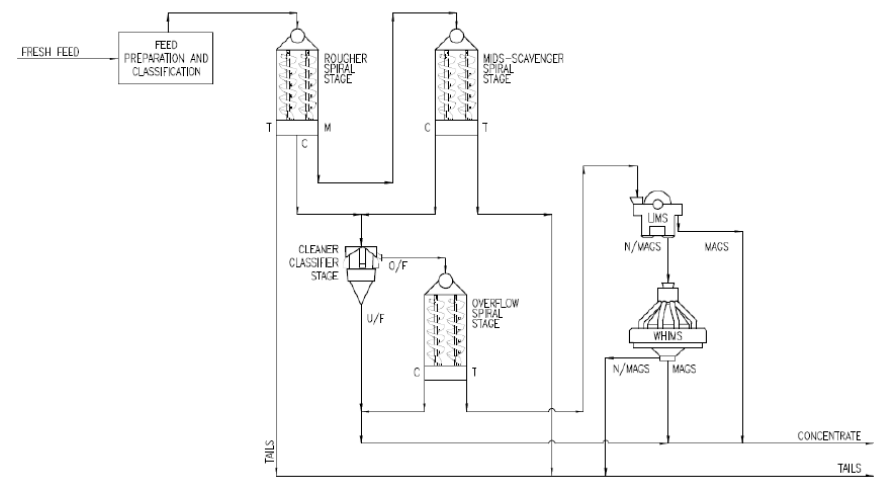 FRESH FEED
FEED
PREPARATION AND
CLASSIFICATION
ROUGHER
SPIRAL
STAGE
MIDS-SCAVENGER
SPIRAL
STAGE
T
M
C
C
T
LIMS
N/MAGS
MAGS
CLEANER
CLASSIFIER
STAGE
O/F
U/F
OVERFLOW
SPIRAL
STAGE
WHIMS
C
T
N/MAGS
MAGS
CONCENTRATE
TAILS
TAILS